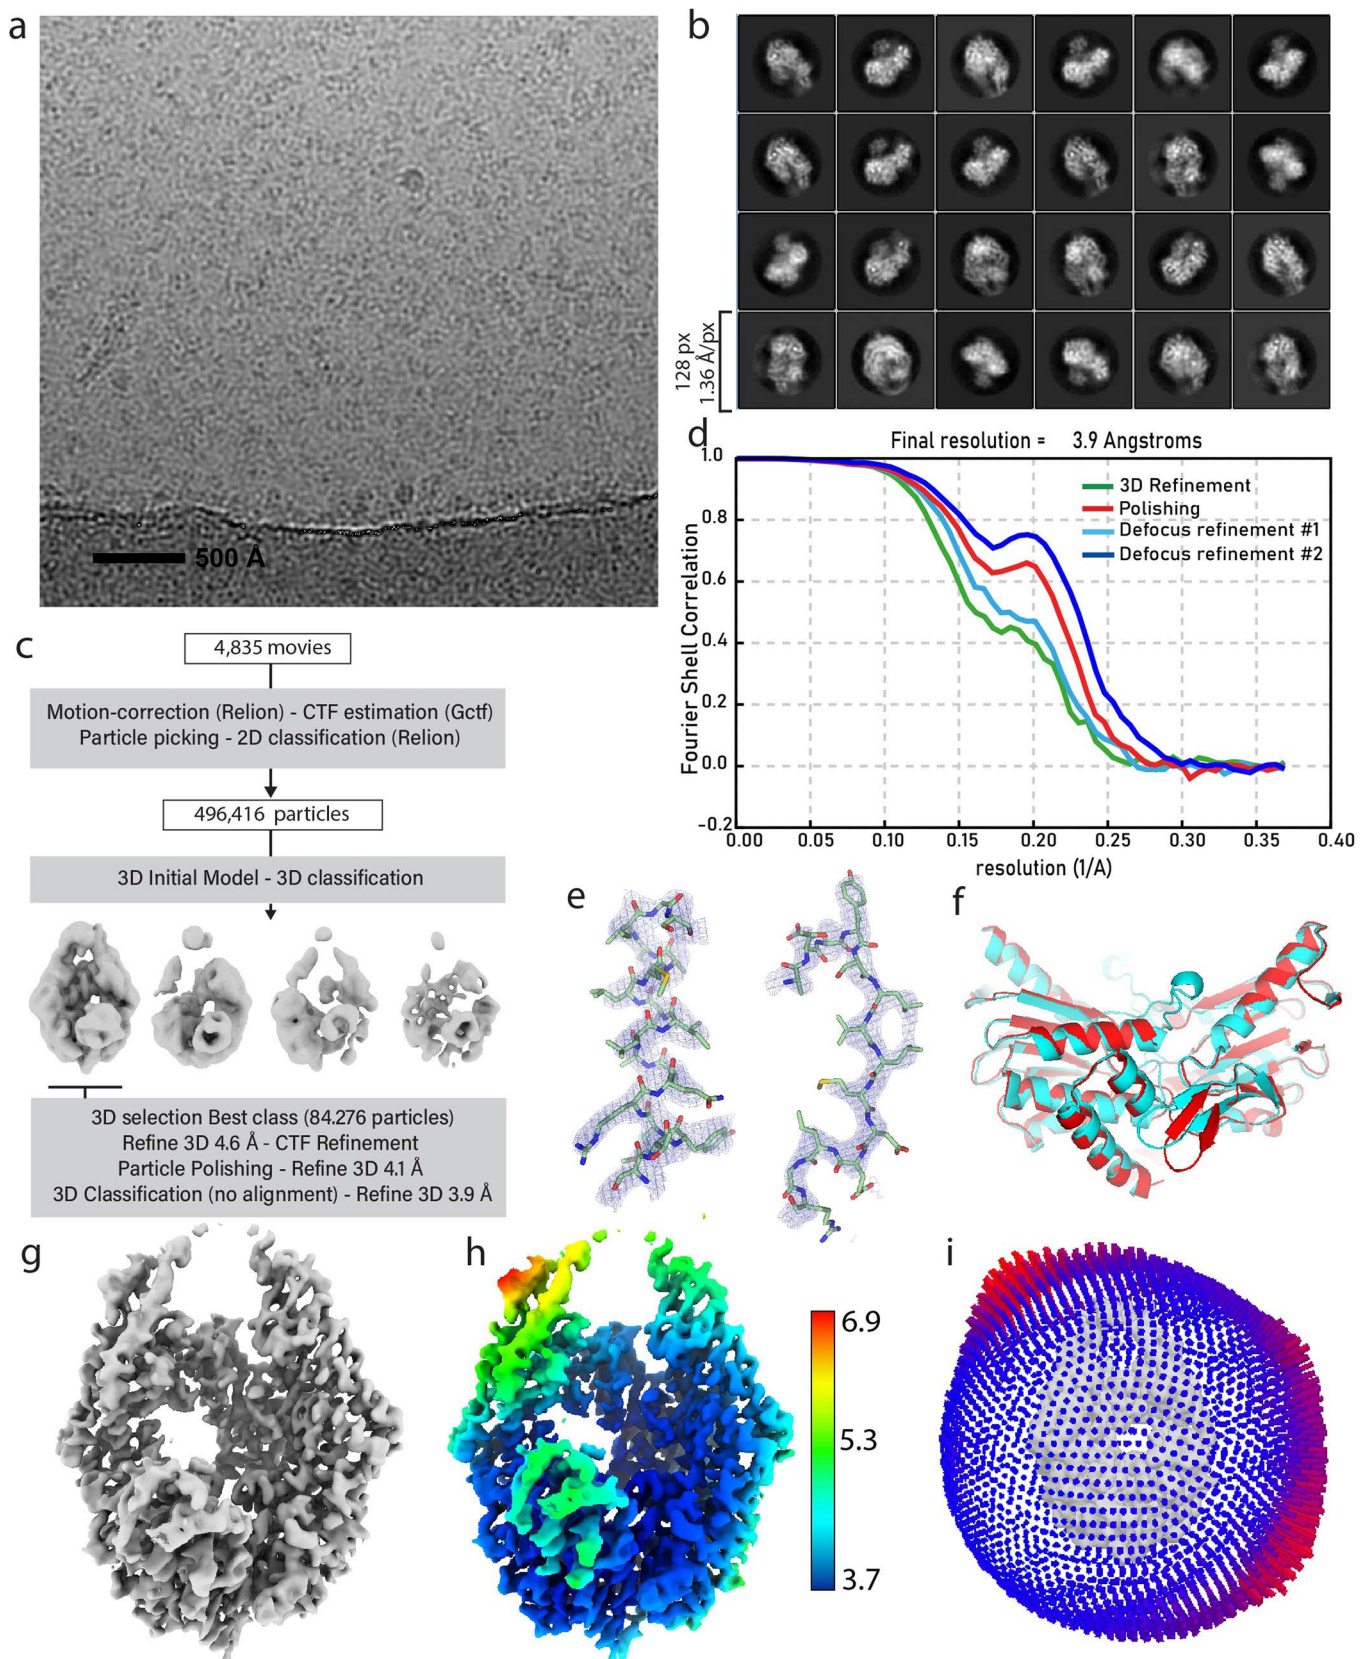 a
500 Å
b
128 px
1.36 Å/px
c
4,835 movies
Motion-correction (Relion) - CTF estimation (Gctf)
Particle picking - 2D classification (Relion)
496,416 particles
3D Initial Model - 3D classification
3D selection Best class (84.276 particles)
Refine 3D 4.6 Å - CTF Refinement
Particle Polishing - Refine 3D 4.1 Å
3D Classification (no alignment) - Refine 3D 3.9 Å
d
Final resolution = 3.9 Angstroms
3D Refinement
Polishing
Defocus refinement #1
Defocus refinement #2
Fourier Shell Correlation
1.0
0.8
0.6
0.4
0.2
0.0
-0.2
0.00 0.05 0.10 0.15 0.20 0.25 0.30 0.35 0.40
resolution (1/A)
e
f
g
h
6.9
5.3
3.7
i